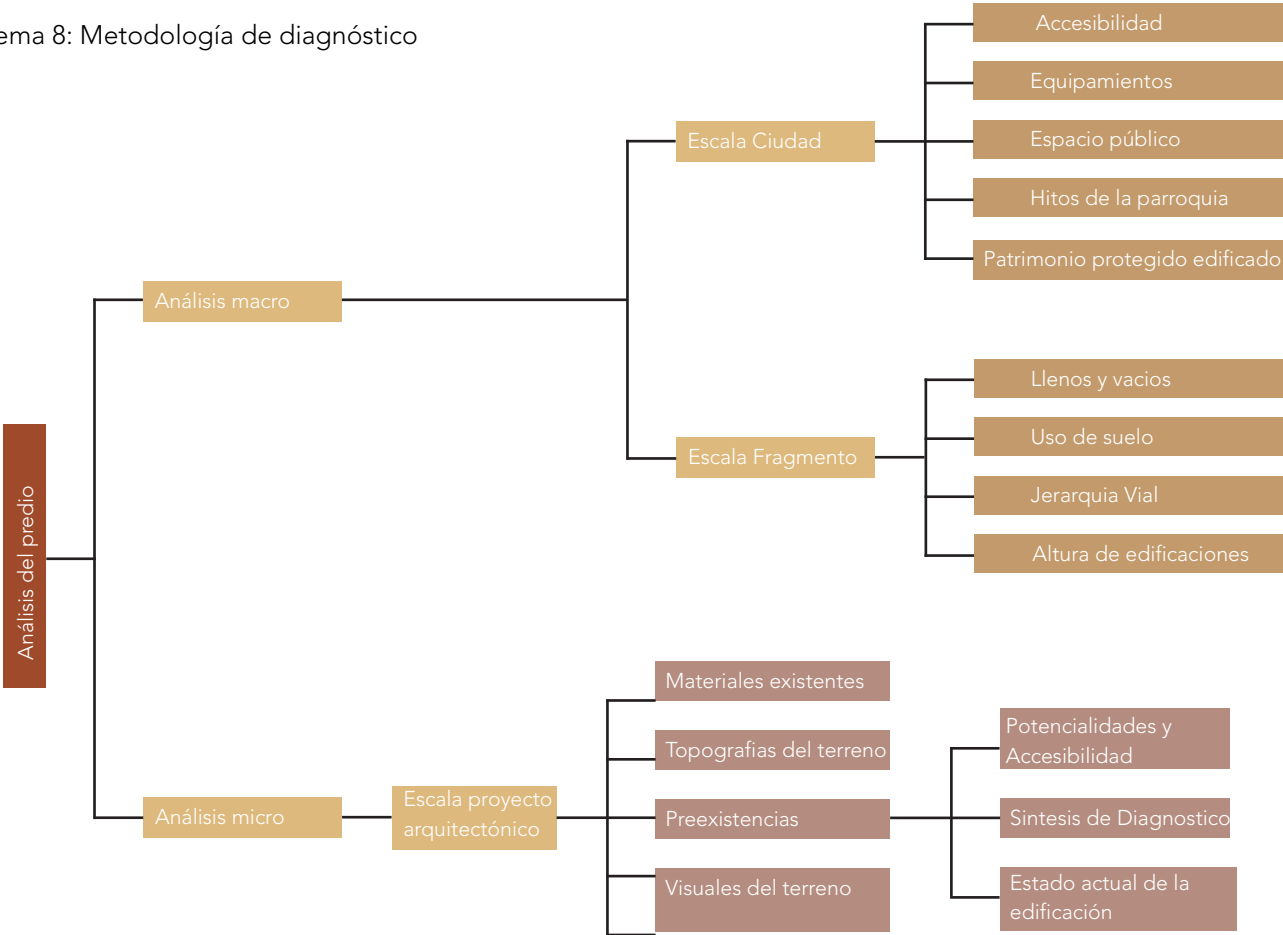 ema 8: Metodología de diagnóstico
Accesibilidad
Equipamientos
Escala Ciudad
Espacio público
Hitos de la parroquia
Patrimonio protegido edificado
Análisis macro
Llenos y vacios
Uso de suelo
Escala Fragmento
Jerarquia Vial
Altura de edificaciones
Análisis del predio
Materiales existentes
Topografias del terreno
Análisis micro
Escala proyecto
arquitectónico
Preexistencias
Visuales del terreno
Potencialidades y
Accesibilidad
Sintesis de Diagnostico
Estado actual de la
edificación